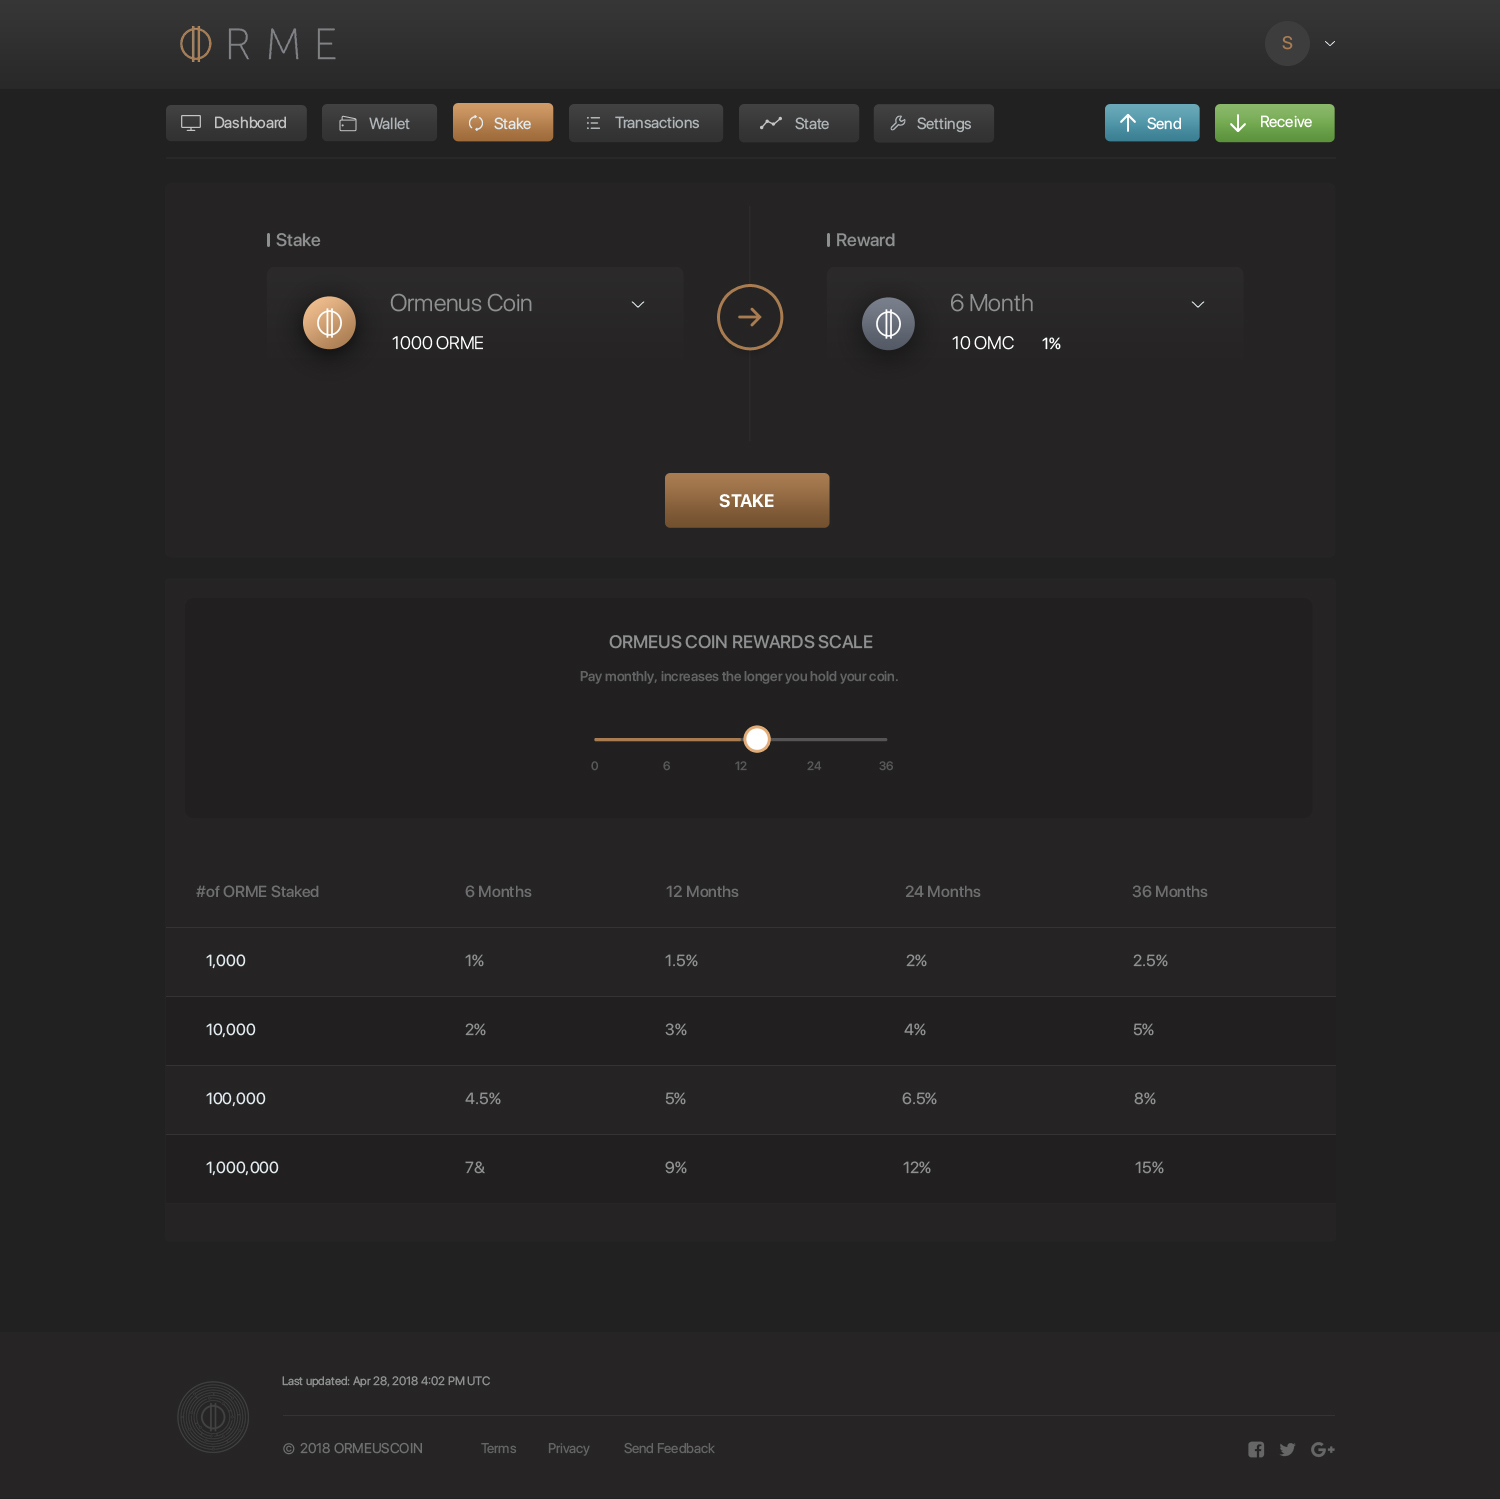 ORME
S
Dashboard Wallet Stake Transactions State Settings Send Receive
Stake
Ormenus Coin
1000 ORME
Reward
6 Month
10 OMC 1%
STAKE
ORMEUS COIN REWARDS SCALE
Pay monthly, increases the longer you hold your coin.
0 6 12 24 36
#of ORME Staked 6 Months 12 Months 24 Months 36 Months
1,000 1% 1.5% 2% 2.5%
10,000 2% 3% 4% 5%
100,000 4.5% 5% 6.5% 8%
1,000,000 7& 9% 12% 15%
Last updated: Apr 28, 2018 4:02 PM UTC
© 2018 ORMEUSCOIN Terms Privacy Send Feedback